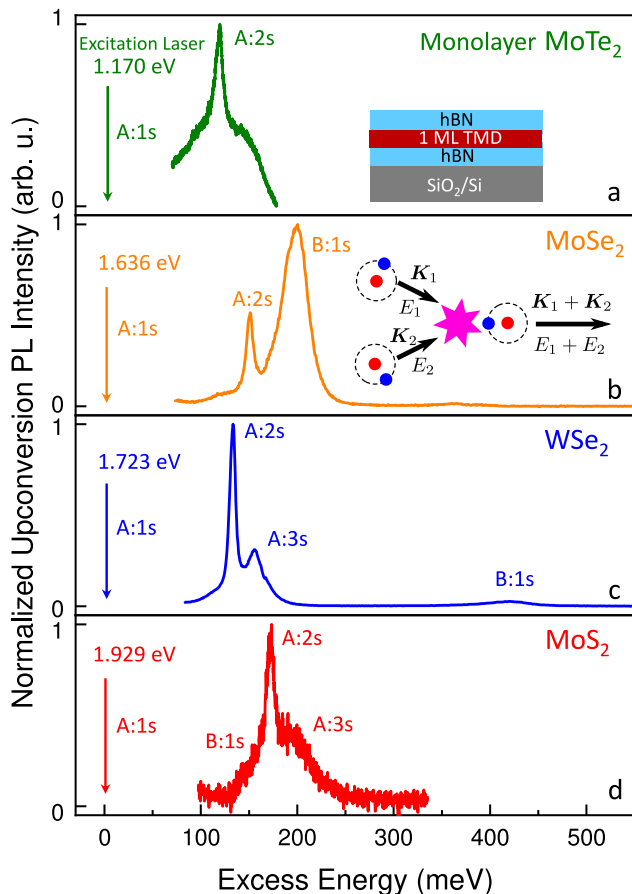 Normalized Upconversion PL Intensity (arb. u.)
1
0
Excitation Laser
1.170 eV
A:1s
A:2s
Monolayer MoTe₂
hBN
1 ML TMD
hBN
SiO₂/Si
a
1
0
1.636 eV
A:1s
A:2s
B:1s
MoSe₂
K₁
E₁
K₂
E₂
K₁ + K₂
E₁ + E₂
b
1
0
1.723 eV
A:1s
A:2s
A:3s
B:1s
WSe₂
c
1
0
1.929 eV
A:1s
B:1s
A:2s
A:3s
MoS₂
d
0 100 200 300 400 500
Excess Energy (meV)